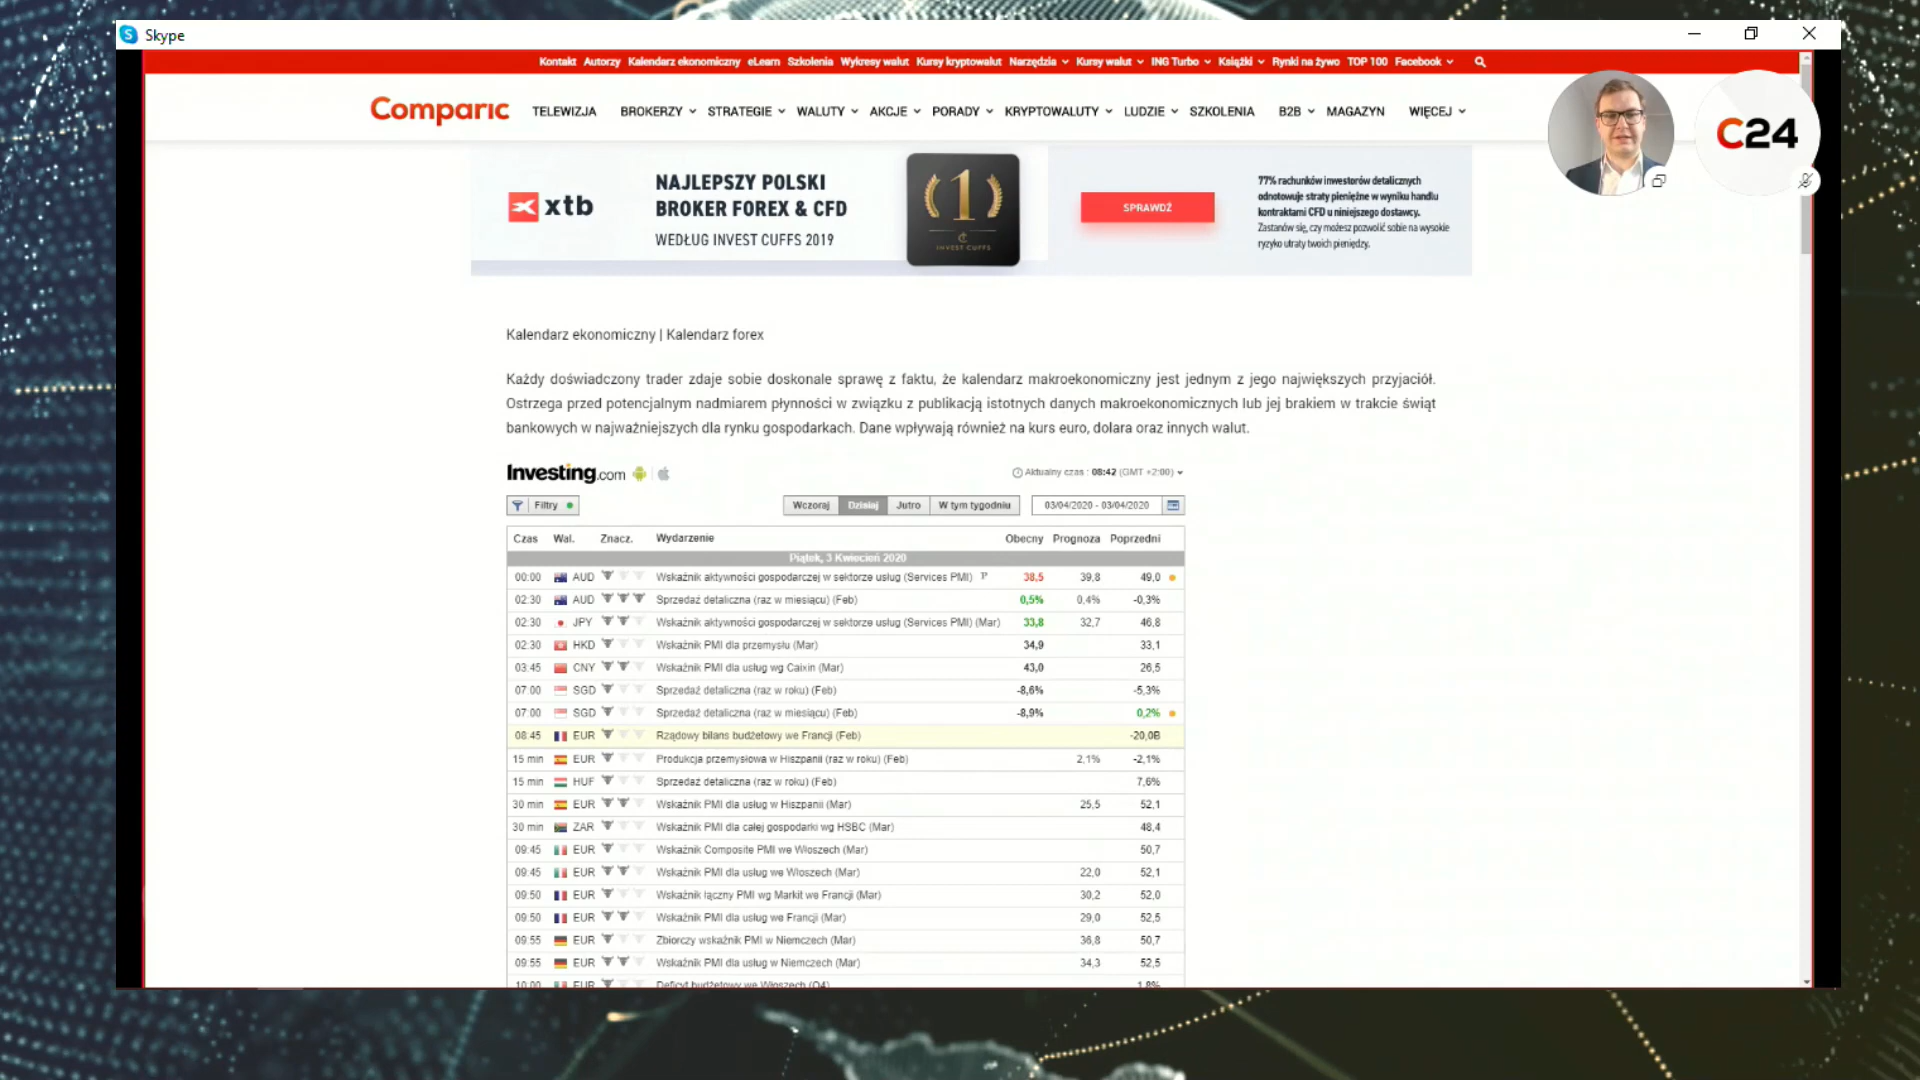 Skype
Kontakt Autorzy Kalendarz ekonomiczny eLearn Szkolenia Wykresy walut Kursy kryptowalut Narzędzia Kursy walut ING Turbo Książki Rynki na żywo TOP 100 Facebook
Comparic TELEWIZJA BROKERZY STRATEGIE WALUTY AKCJE PORADY KRYPTOWALUTY LUDZIE SZKOLENIA B2B MAGAZYN WIĘCEJ
C24
xtb
NAJLEPSZY POLSKI
BROKER FOREX & CFD
WEDŁUG INVEST CUFFS 2019
1
INVEST CUFFS
SPRAWDŹ
77% rachunków inwestorów detalicznych
odnotowuje straty pieniężne w wyniku handlu
kontraktami CFD u niniejszego dostawcy.
Zastanów się, czy możesz pozwolić sobie na wysokie
ryzyko utraty twoich pieniędzy.
Kalendarz ekonomiczny | Kalendarz forex
Każdy doświadczony trader zdaje sobie doskonale sprawę z faktu, że kalendarz makroekonomiczny jest jednym z jego największych przyjaciół.
Ostrzega przed potencjalnym nadmiarem płynności w związku z publikacją istotnych danych makroekonomicznych lub jej brakiem w trakcie świąt
bankowych w najważniejszych dla rynku gospodarkach. Dane wpływają również na kurs euro, dolara oraz innych walut.
Investing.com
Aktualny czas : 08:42 (GMT +2:00)
Filtry Wczoraj Dzisiaj Jutro W tym tygodniu 03/04/2020 - 03/04/2020
Czas Wal. Znacz. Wydarzenie Obecny Prognoza Poprzedni
Piątek, 3 Kwiecień 2020
00:00 AUD Wskaźnik aktywności gospodarczej w sektorze usług (Services PMI) P 38,5 39,8 49,0
02:30 AUD Sprzedaż detaliczna (raz w miesiącu) (Feb) 0,5% 0,4% -0,3%
02:30 JPY Wskaźnik aktywności gospodarczej w sektorze usług (Services PMI) (Mar) 33,8 32,7 46,8
02:30 HKD Wskaźnik PMI dla przemysłu (Mar) 34,9 33,1
03:45 CNY Wskaźnik PMI dla usług wg Caixin (Mar) 43,0 26,5
07:00 SGD Sprzedaż detaliczna (raz w roku) (Feb) -8,6% -5,3%
07:00 SGD Sprzedaż detaliczna (raz w miesiącu) (Feb) -8,9% 0,2%
08:45 EUR Rządowy bilans budżetowy we Francji (Feb) -20,0B
15 min EUR Produkcja przemysłowa w Hiszpanii (raz w roku) (Feb) 2,1% -2,1%
15 min HUF Sprzedaż detaliczna (raz w roku) (Feb) 7,6%
30 min EUR Wskaźnik PMI dla usług w Hiszpanii (Mar) 25,5 52,1
30 min ZAR Wskaźnik PMI dla całej gospodarki wg HSBC (Mar) 48,4
09:45 EUR Wskaźnik Composite PMI we Włoszech (Mar) 50,7
09:45 EUR Wskaźnik PMI dla usług we Włoszech (Mar) 22,0 52,1
09:50 EUR Wskaźnik łączny PMI wg Markit we Francji (Mar) 30,2 52,0
09:50 EUR Wskaźnik PMI dla usług we Francji (Mar) 29,0 52,5
09:55 EUR Zbiorczy wskaźnik PMI w Niemczech (Mar) 36,8 50,7
09:55 EUR Wskaźnik PMI dla usług w Niemczech (Mar) 34,3 52,5
10:00 EUR Deficyt budżetowy we Włoszech (Q4) 1,8%